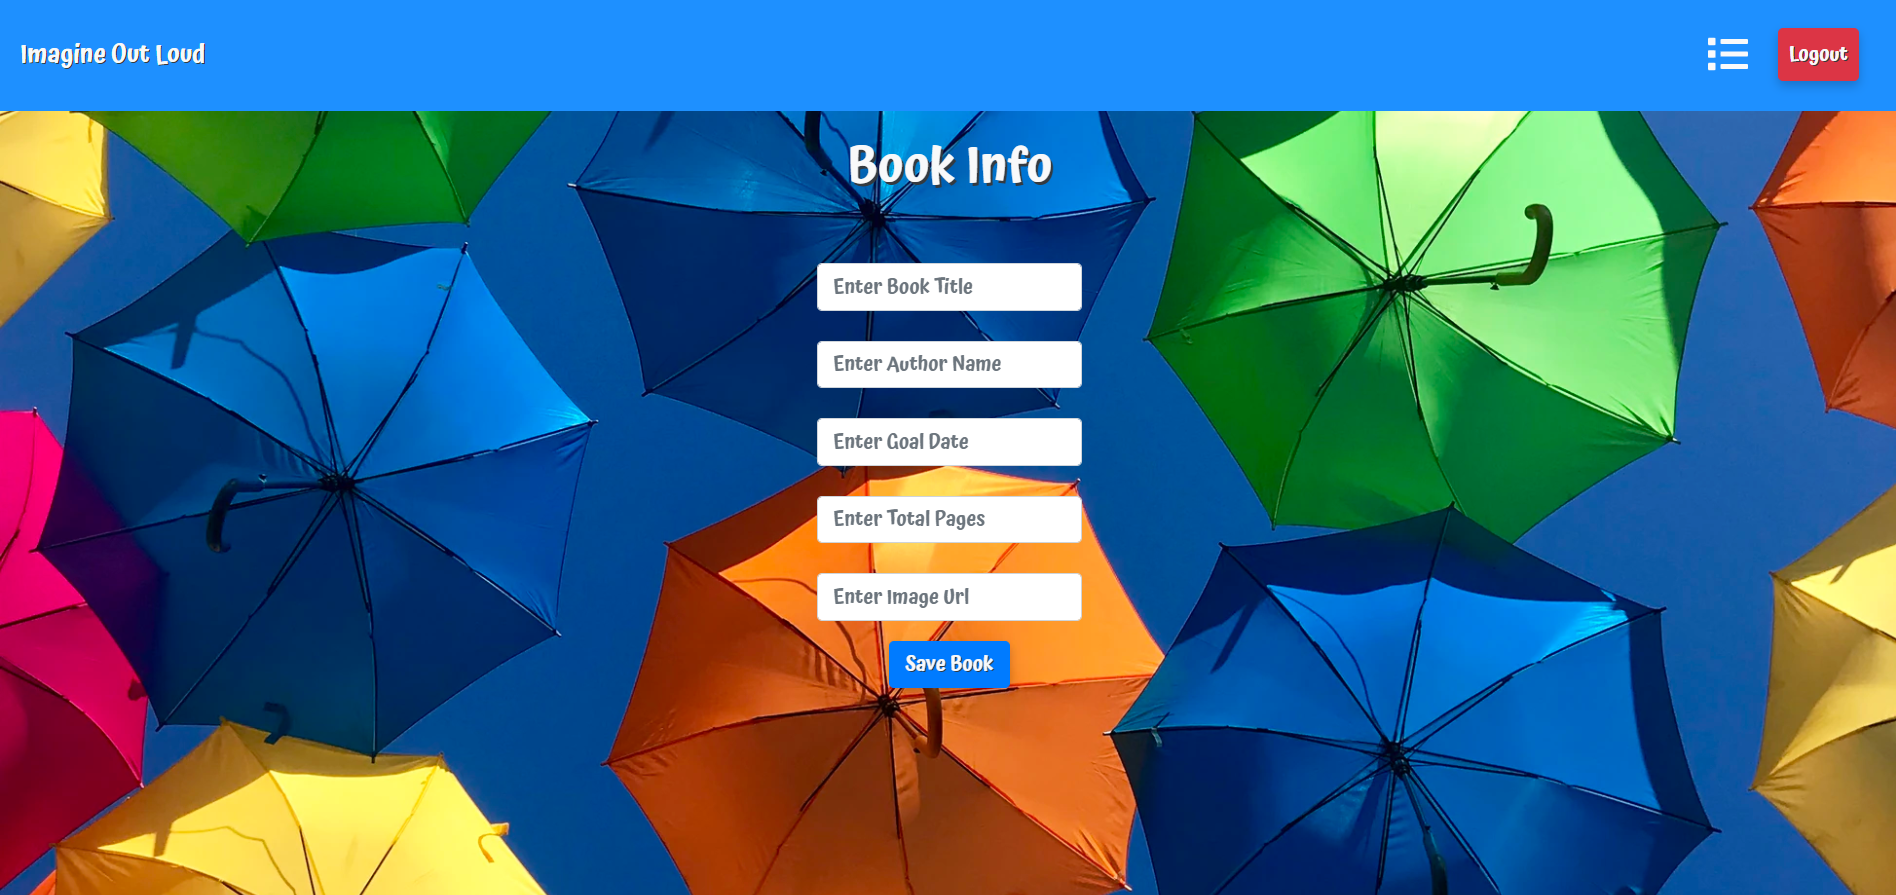 Imagine Out Loud
Logout
Book Info
Enter Book Title
Enter Author Name
Enter Goal Date
Enter Total Pages
Enter Image Url
Save Book